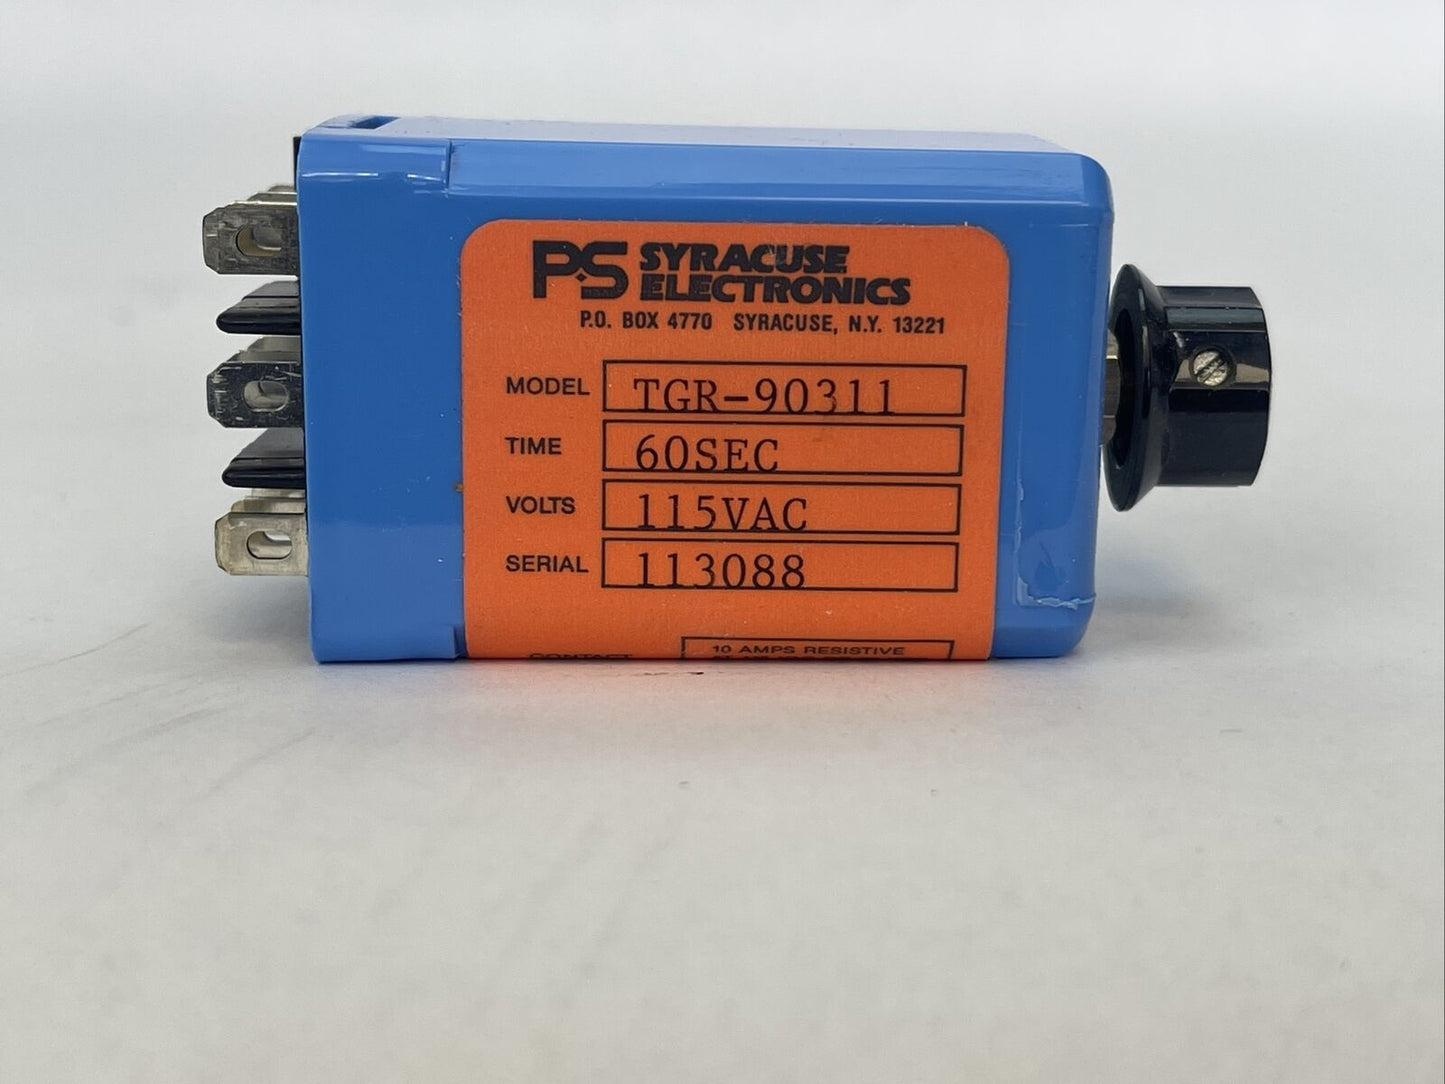 PS SYRACUSE
ELECTRONICS
P.O. BOX 4770 SYRACUSE, N.Y. 13221
MODEL TGR-90311
TIME 60SEC
VOLTS 115VAC
SERIAL 113088
CONTACT 10 AMPS RESISTIVE